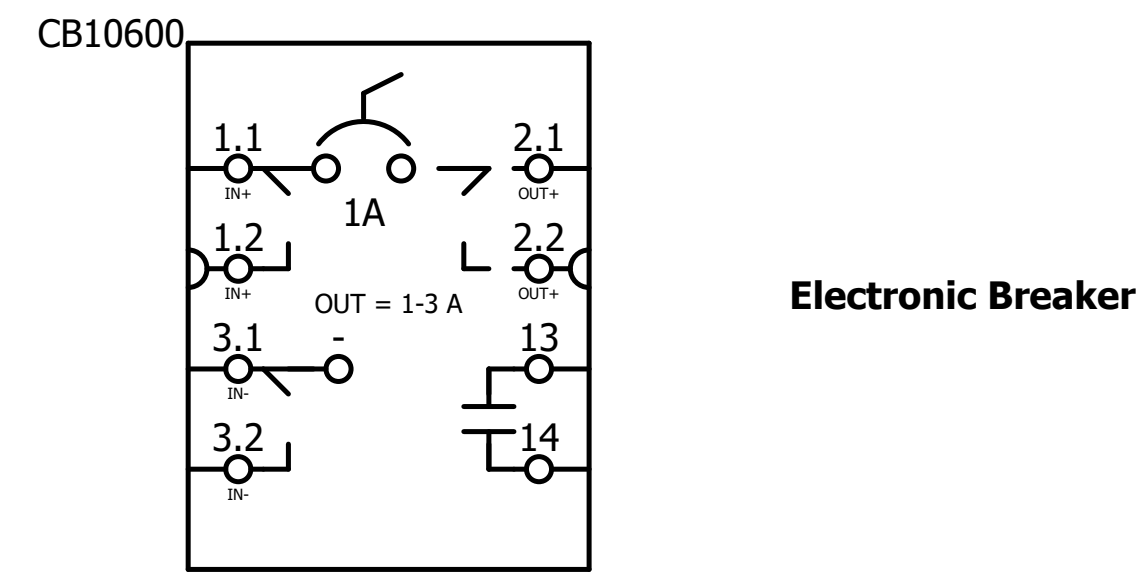 CB10600
1.1 2.1
IN+ OUT+
1A
1.2 2.2
IN+ OUT+
OUT = 1-3 A
Electronic Breaker
3.1 - 13
IN-
3.2 14
IN-